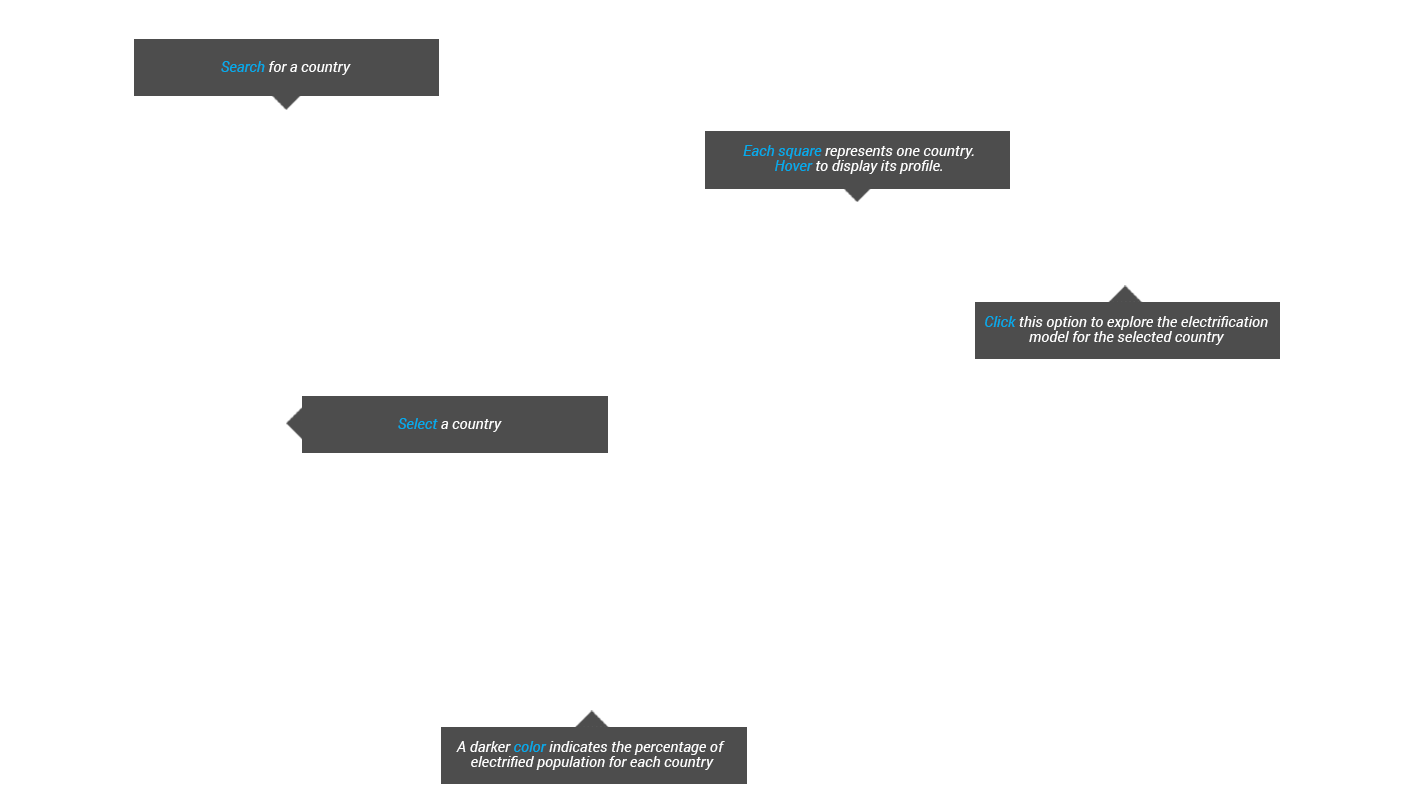 Search for a country
Each square represents one country.
Hover to display its profile.
Click this option to explore the electrification
model for the selected country
Select a country
A darker color indicates the percentage of
electrified population for each country